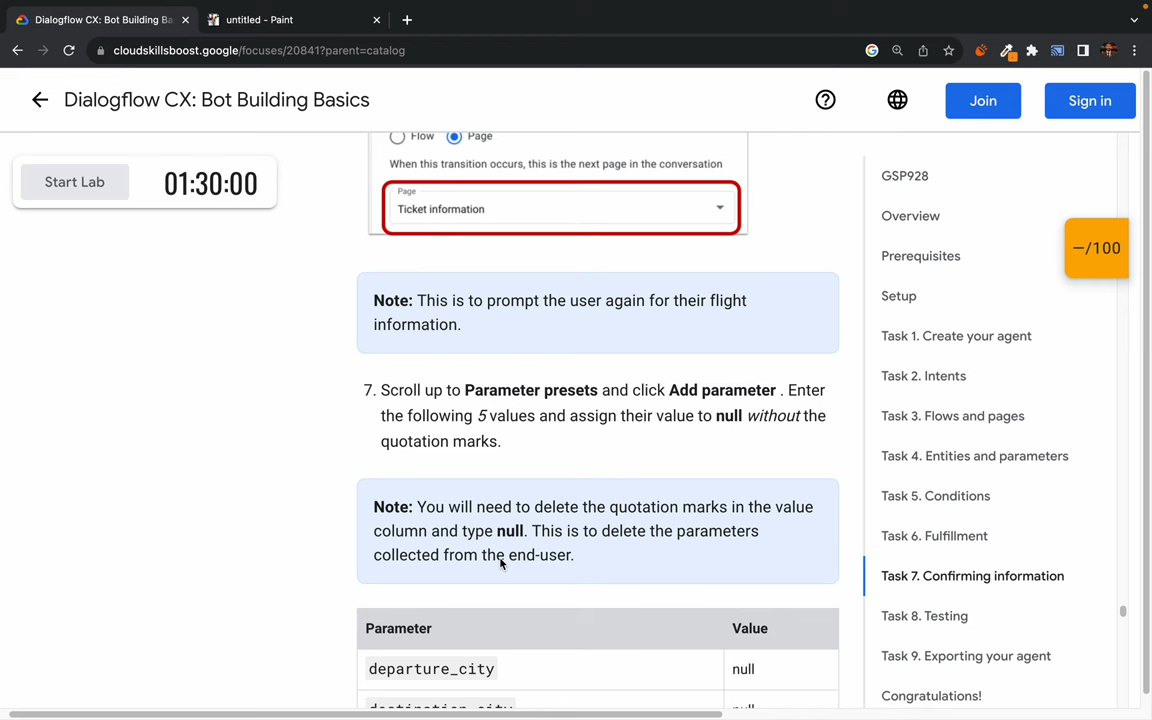 Dialogflow CX: Bot Building Ba
untitled - Paint
cloudskillsboost.google/focuses/20841?parent=catalog
Dialogflow CX: Bot Building Basics
Join
Sign in
Start Lab
01:30:00
Flow
Page
When this transition occurs, this is the next page in the conversation
Page
Ticket information
Note: This is to prompt the user again for their flight
information.
7. Scroll up to Parameter presets and click Add parameter . Enter
the following 5 values and assign their value to null without the
quotation marks.
Note: You will need to delete the quotation marks in the value
column and type null. This is to delete the parameters
collected from the end-user.
Parameter
Value
departure_city
null
destination_city
null
GSP928
Overview
Prerequisites
Setup
Task 1. Create your agent
Task 2. Intents
Task 3. Flows and pages
Task 4. Entities and parameters
Task 5. Conditions
Task 6. Fulfillment
Task 7. Confirming information
Task 8. Testing
Task 9. Exporting your agent
Congratulations!
—/100